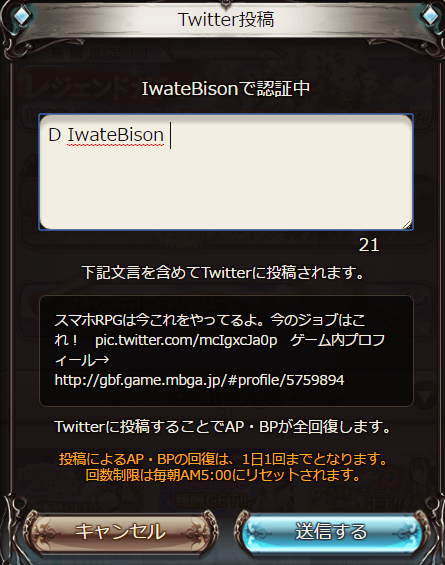 Twitter投稿
IwateBisonで認証中
D IwateBison
21
下記文言を含めてTwitterに投稿されます。
スマホRPGは今これをやってるよ。今のジョブはこ
れ！　pic.twitter.com/mcIgxcJa0p　ゲーム内プロフ
ィール→
http://gbf.game.mbga.jp/#profile/5759894
Twitterに投稿することでAP・BPが全回復します。
投稿によるAP・BPの回復は、1日1回までとなります。
回数制限は毎朝AM5:00にリセットされます。
キャンセル
送信する